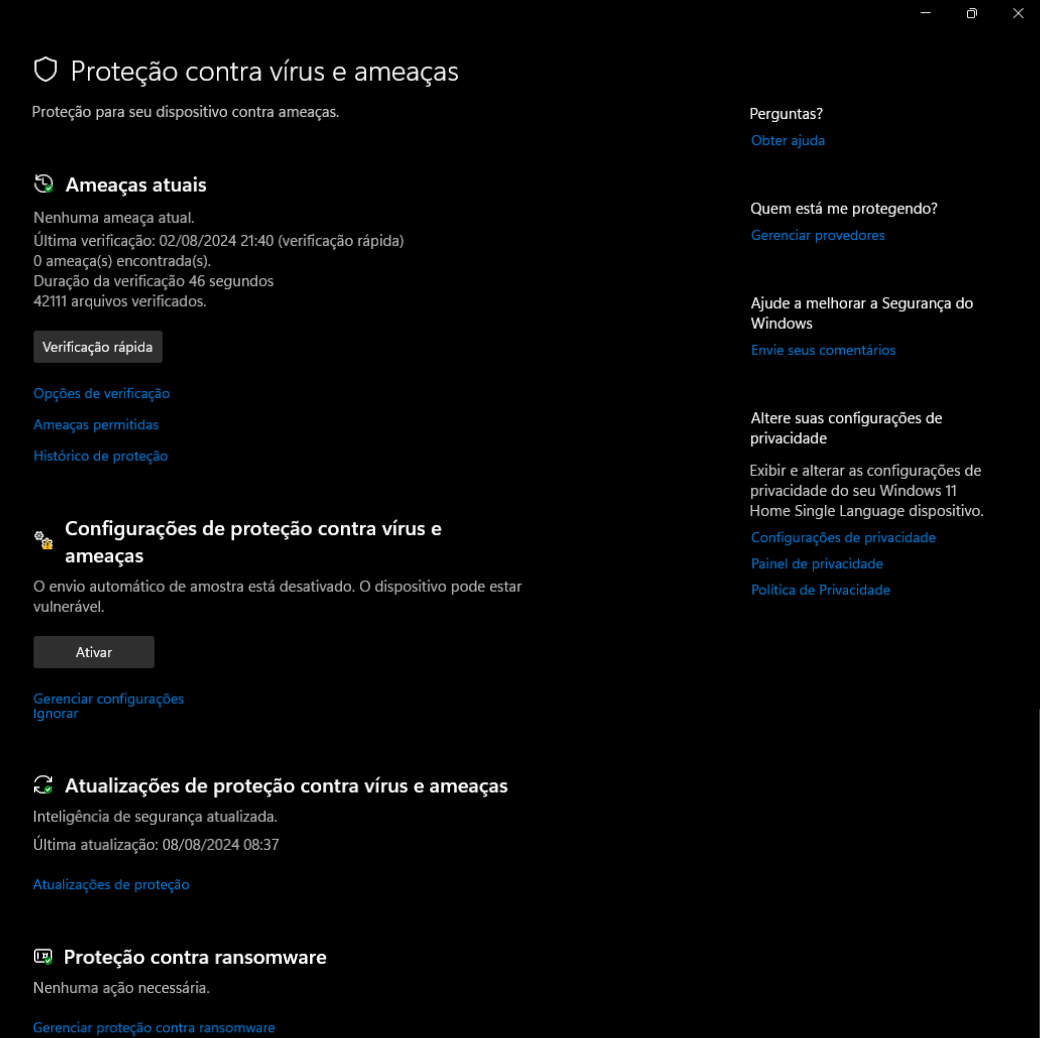 Proteção contra vírus e ameaças
Proteção para seu dispositivo contra ameaças.
Ameaças atuais
Nenhuma ameaça atual.
Última verificação: 02/08/2024 21:40 (verificação rápida)
0 ameaça(s) encontrada(s).
Duração da verificação 46 segundos
42111 arquivos verificados.
Verificação rápida
Opções de verificação
Ameaças permitidas
Histórico de proteção
Configurações de proteção contra vírus e
ameaças
O envio automático de amostra está desativado. O dispositivo pode estar
vulnerável.
Ativar
Gerenciar configurações
Ignorar
Atualizações de proteção contra vírus e ameaças
Inteligência de segurança atualizada.
Última atualização: 08/08/2024 08:37
Atualizações de proteção
Proteção contra ransomware
Nenhuma ação necessária.
Gerenciar proteção contra ransomware
Perguntas?
Obter ajuda
Quem está me protegendo?
Gerenciar provedores
Ajude a melhorar a Segurança do
Windows
Envie seus comentários
Altere suas configurações de
privacidade
Exibir e alterar as configurações de
privacidade do seu Windows 11
Home Single Language dispositivo.
Configurações de privacidade
Painel de privacidade
Política de Privacidade